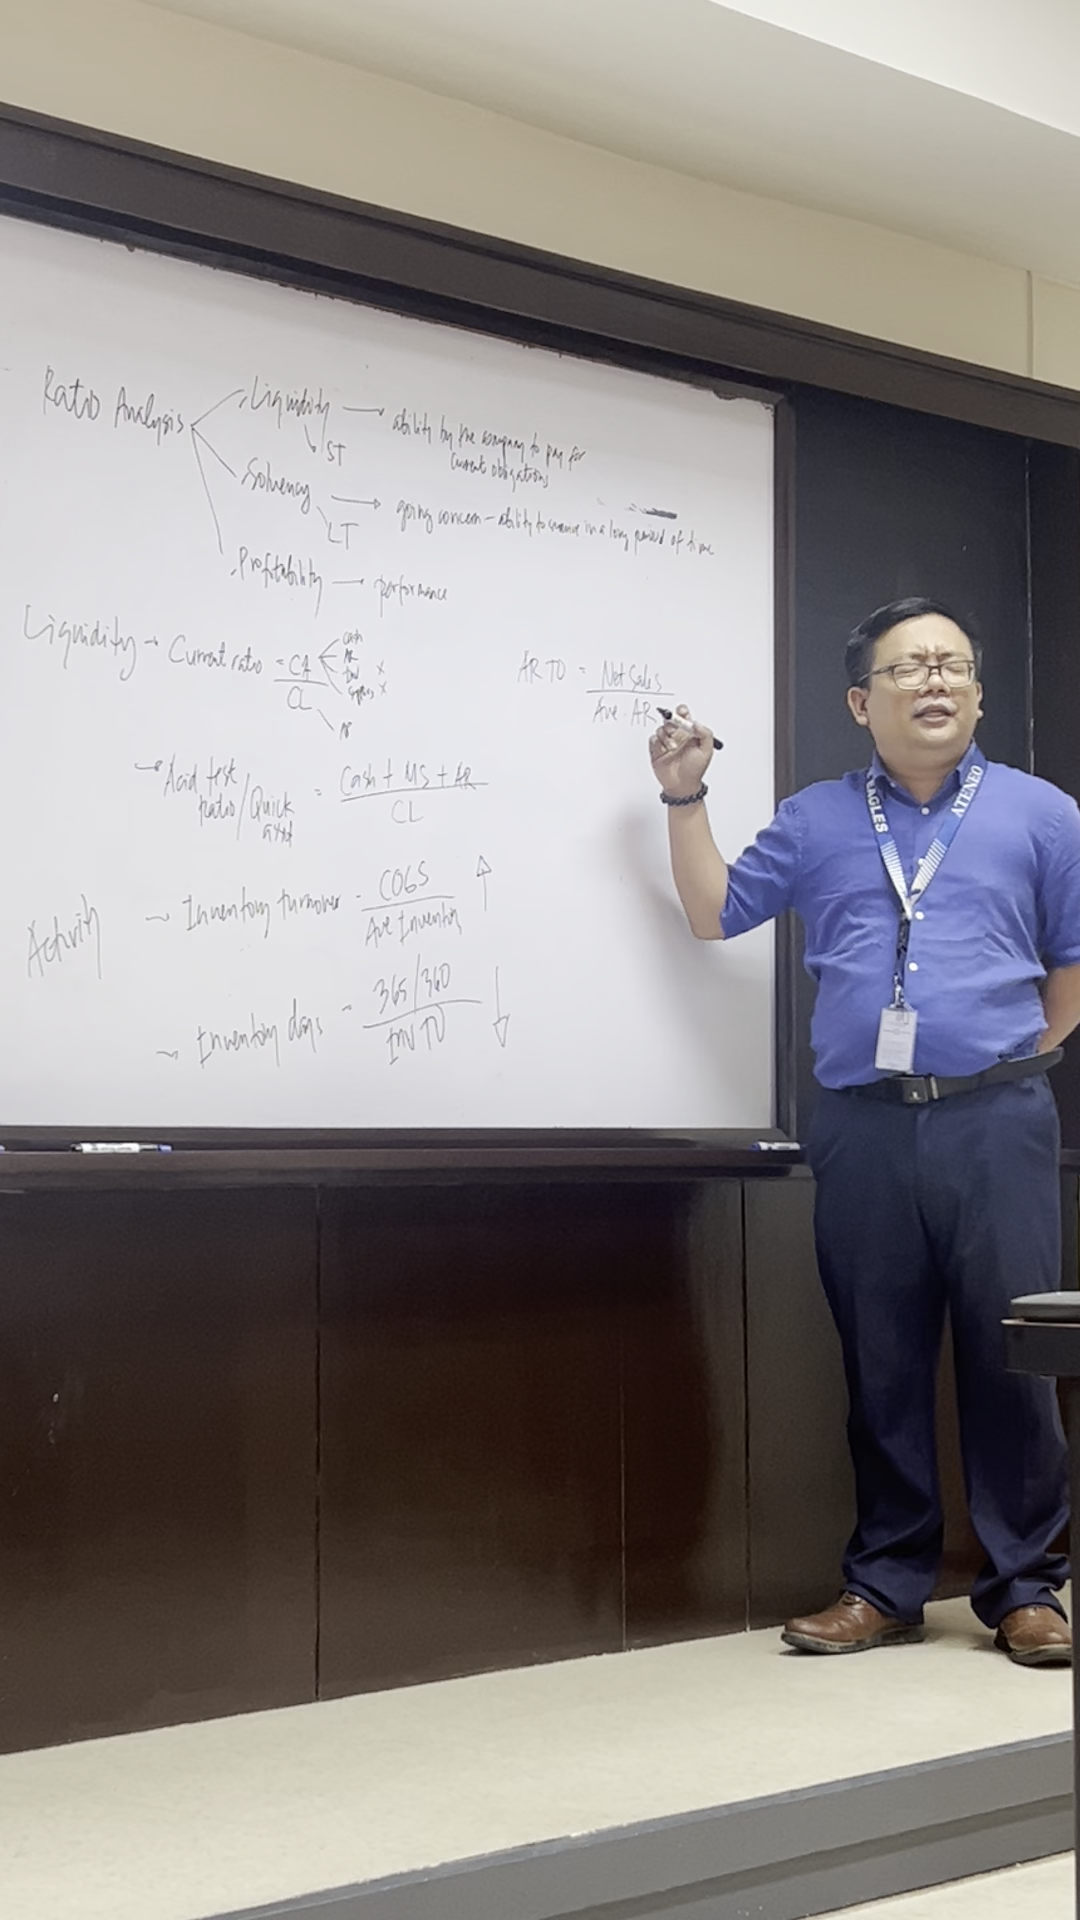 Ratio Analysis
Liquidity → ability by the company to pay for
current obligations
ST
Solvency → going concern - ability to in a long period of time
LT
Profitability → performance
Liquidity → Current ratio = CA
CL
cash
AR
Inv x
supplies x
AP
→ Acid test
ratio/Quick
= Cash + MS + AR
CL
Activity
~ Inventory turnover = COGS ↑
Ave Inventory
~ Inventory days = 365/360 ↓
Inv TO
AR TO = Net Sales
Ave. AR
EAGLES
ATENEO